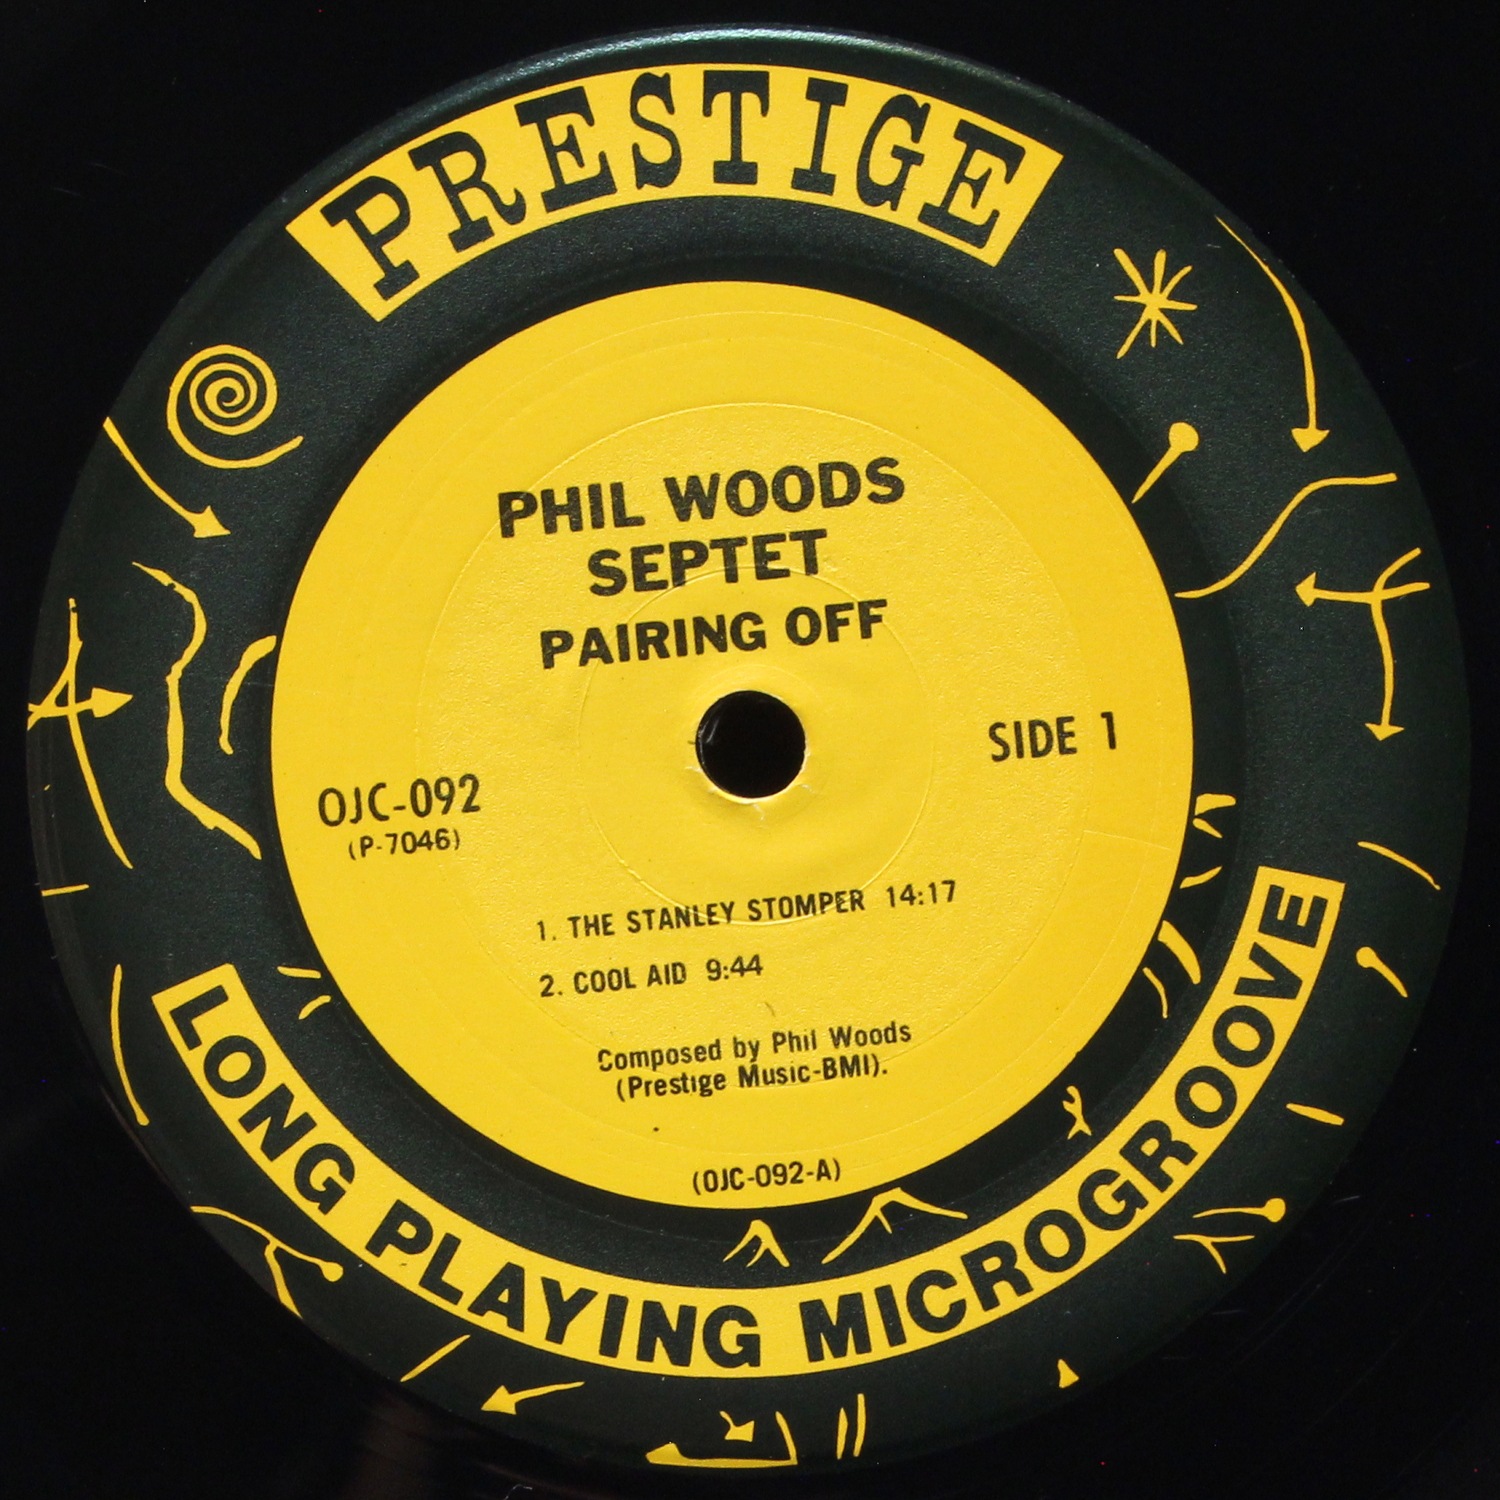 PRESTIGE
PHIL WOODS
SEPTET
PAIRING OFF
SIDE 1
OJC-092
(P-7046)
1. THE STANLEY STOMPER 14:17
2. COOL AID 9:44
Composed by Phil Woods
(Prestige Music-BMI).
(OJC-092-A)
LONG PLAYING MICROGROOVE